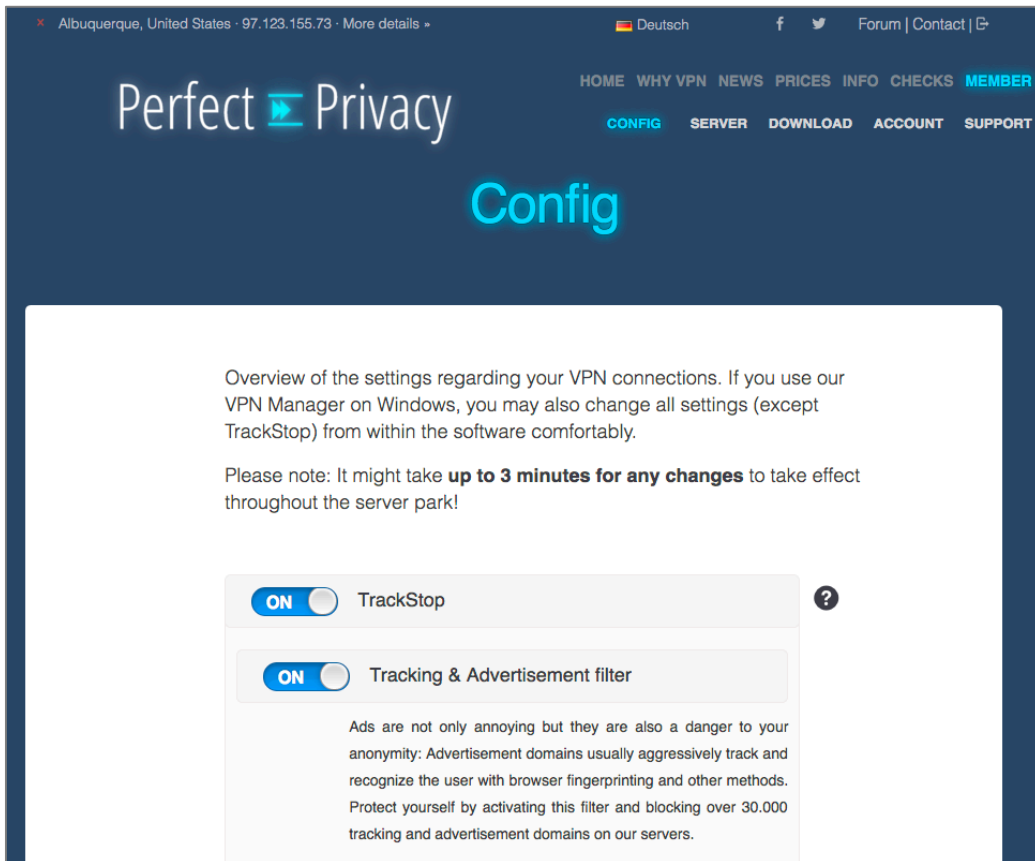 × Albuquerque, United States · 97.123.155.73 · More details »
Deutsch
Forum | Contact |
Perfect Privacy
HOME WHY VPN NEWS PRICES INFO CHECKS MEMBER
CONFIG SERVER DOWNLOAD ACCOUNT SUPPORT
Config
Overview of the settings regarding your VPN connections. If you use our
VPN Manager on Windows, you may also change all settings (except
TrackStop) from within the software comfortably.
Please note: It might take up to 3 minutes for any changes to take effect
throughout the server park!
ON TrackStop ?
ON Tracking & Advertisement filter
Ads are not only annoying but they are also a danger to your
anonymity: Advertisement domains usually aggressively track and
recognize the user with browser fingerprinting and other methods.
Protect yourself by activating this filter and blocking over 30.000
tracking and advertisement domains on our servers.